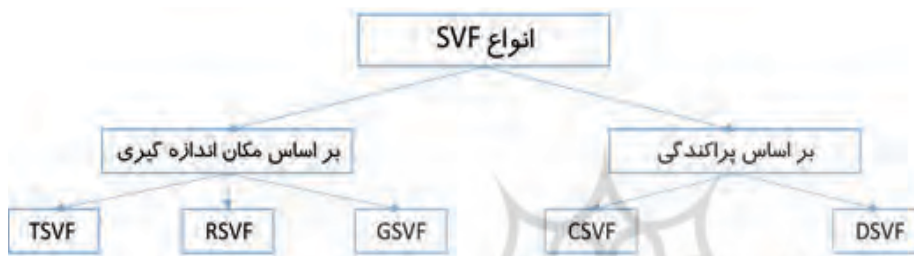 انواع SVF
بر اساس پراکندگی
بر اساس مکان اندازه گیری
DSVF
CSVF
GSVF
RSVF
TSVF